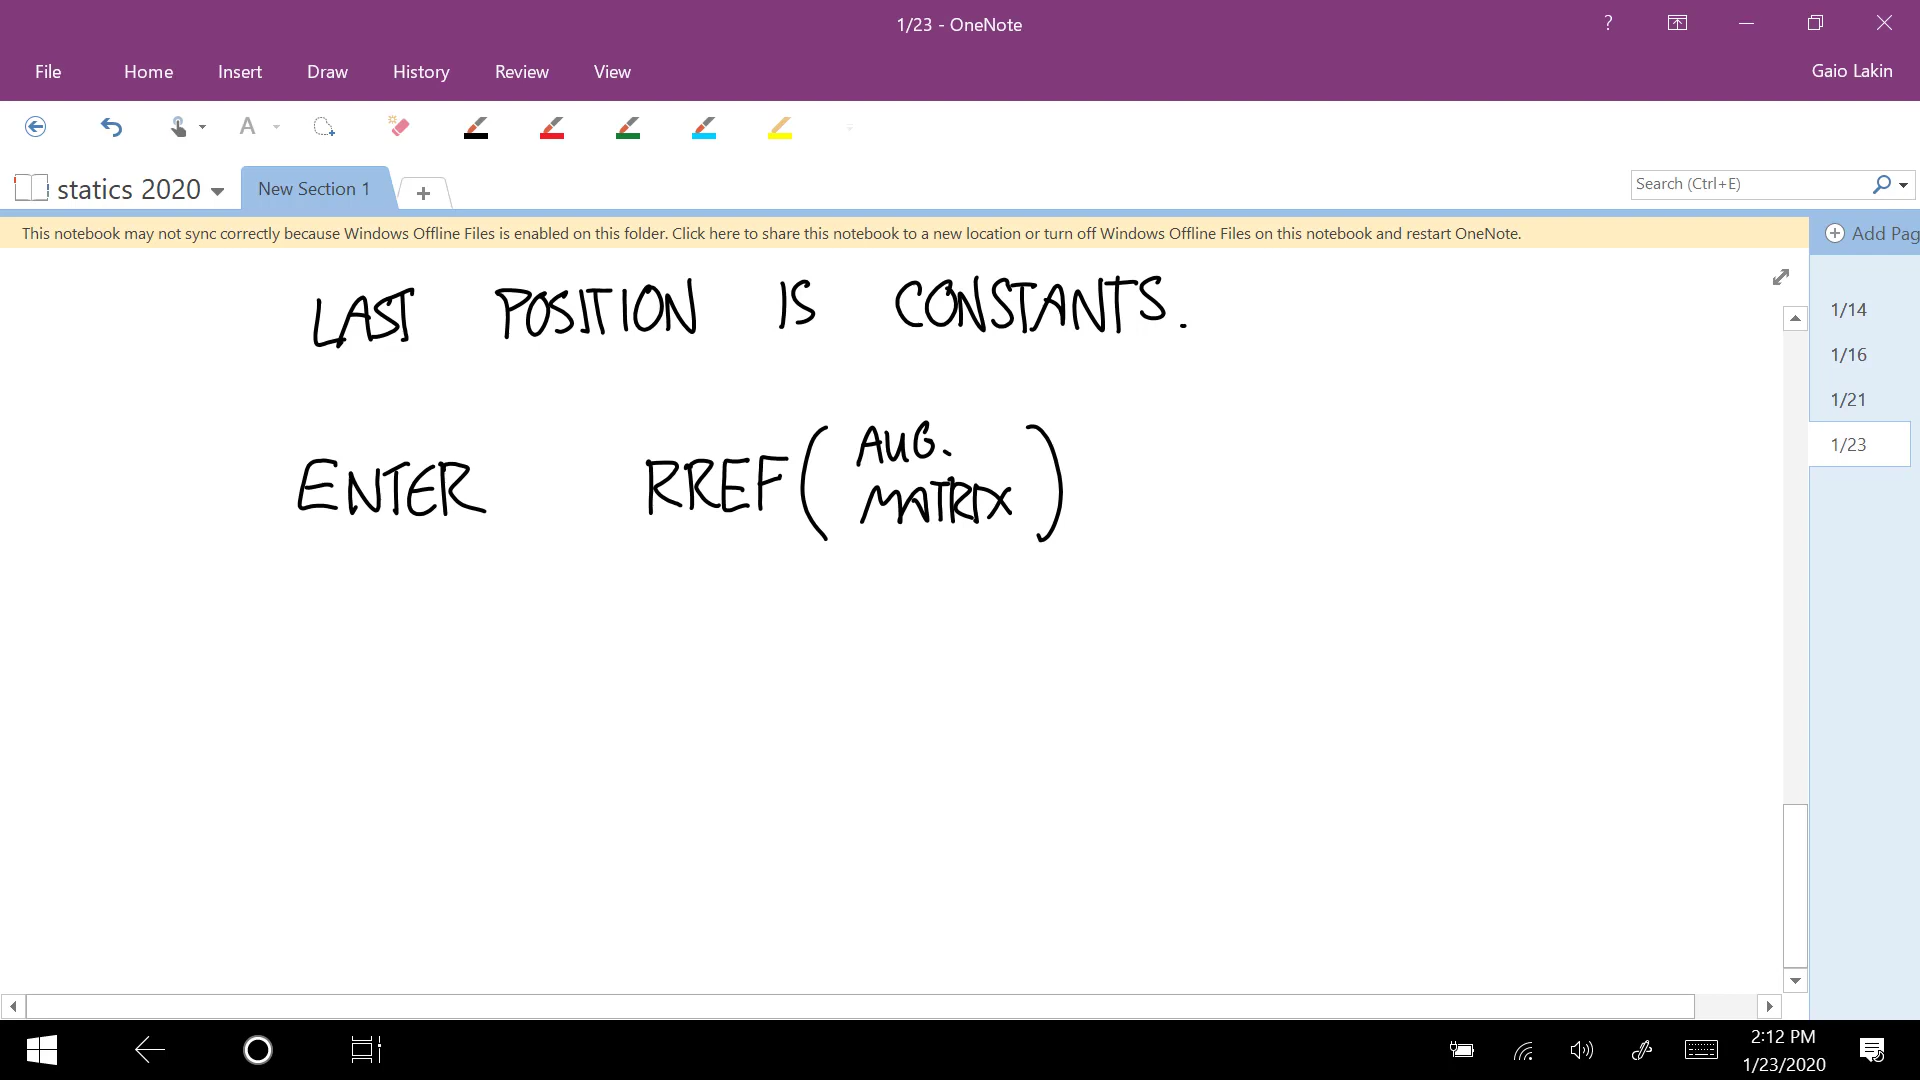 1/23 - OneNote
?
File Home Insert Draw History Review View Gaio Lakin
A
statics 2020 New Section 1 + Search (Ctrl+E)
This notebook may not sync correctly because Windows Offline Files is enabled on this folder. Click here to share this notebook to a new location or turn off Windows Offline Files on this notebook and restart OneNote.
Add Pag
LAST POSITION IS CONSTANTS.
ENTER RREF( AUG.
MATRIX )
1/14
1/16
1/21
1/23
2:12 PM
1/23/2020